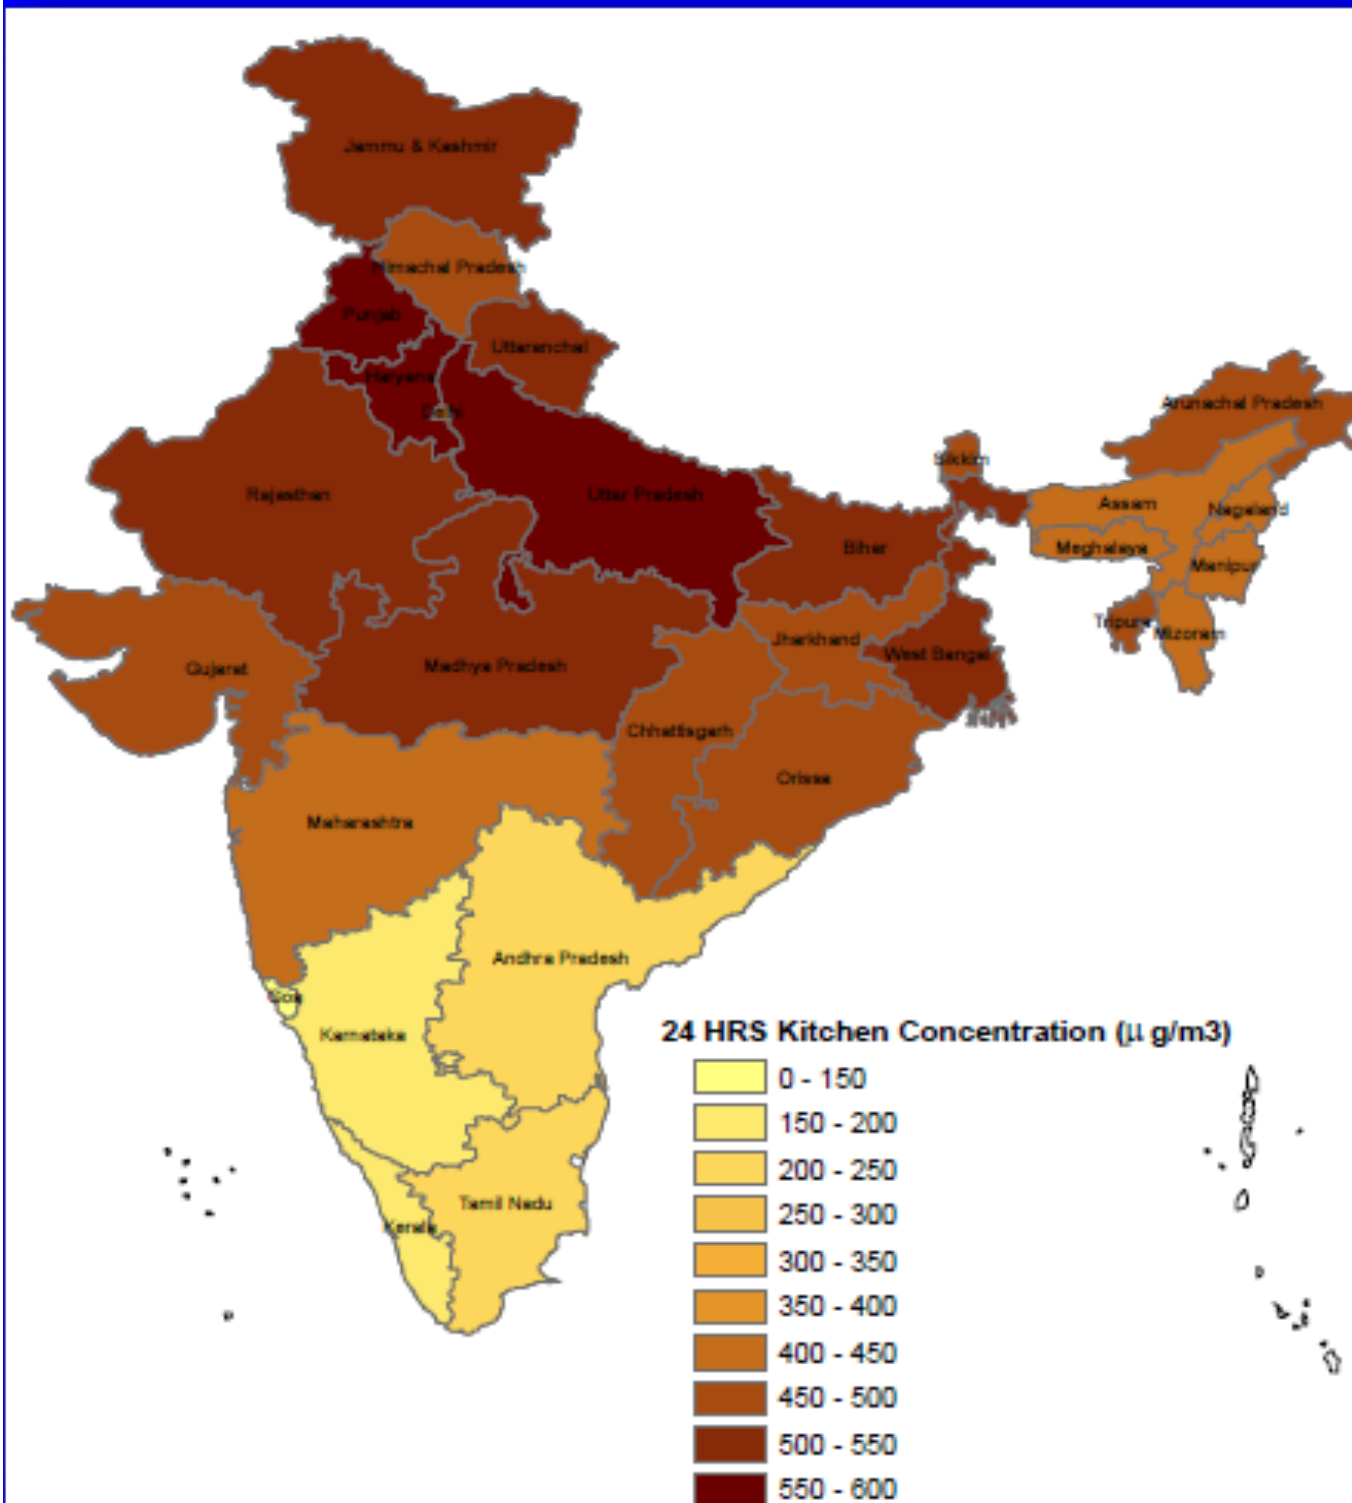 Jammu & Kashmir
Himachal Pradesh
Punjab
Uttaranchal
Haryana
Delhi
Arunachal Pradesh
Sikkim
Rajasthan
Uttar Pradesh
Assam
Nagaland
Bihar
Meghalaya
Manipur
Tripura
Mizoram
Jharkhand
West Bangal
Gujarat
Madhya Pradesh
Chhattisgarh
Orissa
Maharashtra
Andhra Pradesh
Goa
Karnataka
Tamil Nadu
Kerala
24 HRS Kitchen Concentration (µ g/m3)
0 - 150
150 - 200
200 - 250
250 - 300
300 - 350
350 - 400
400 - 450
450 - 500
500 - 550
550 - 600